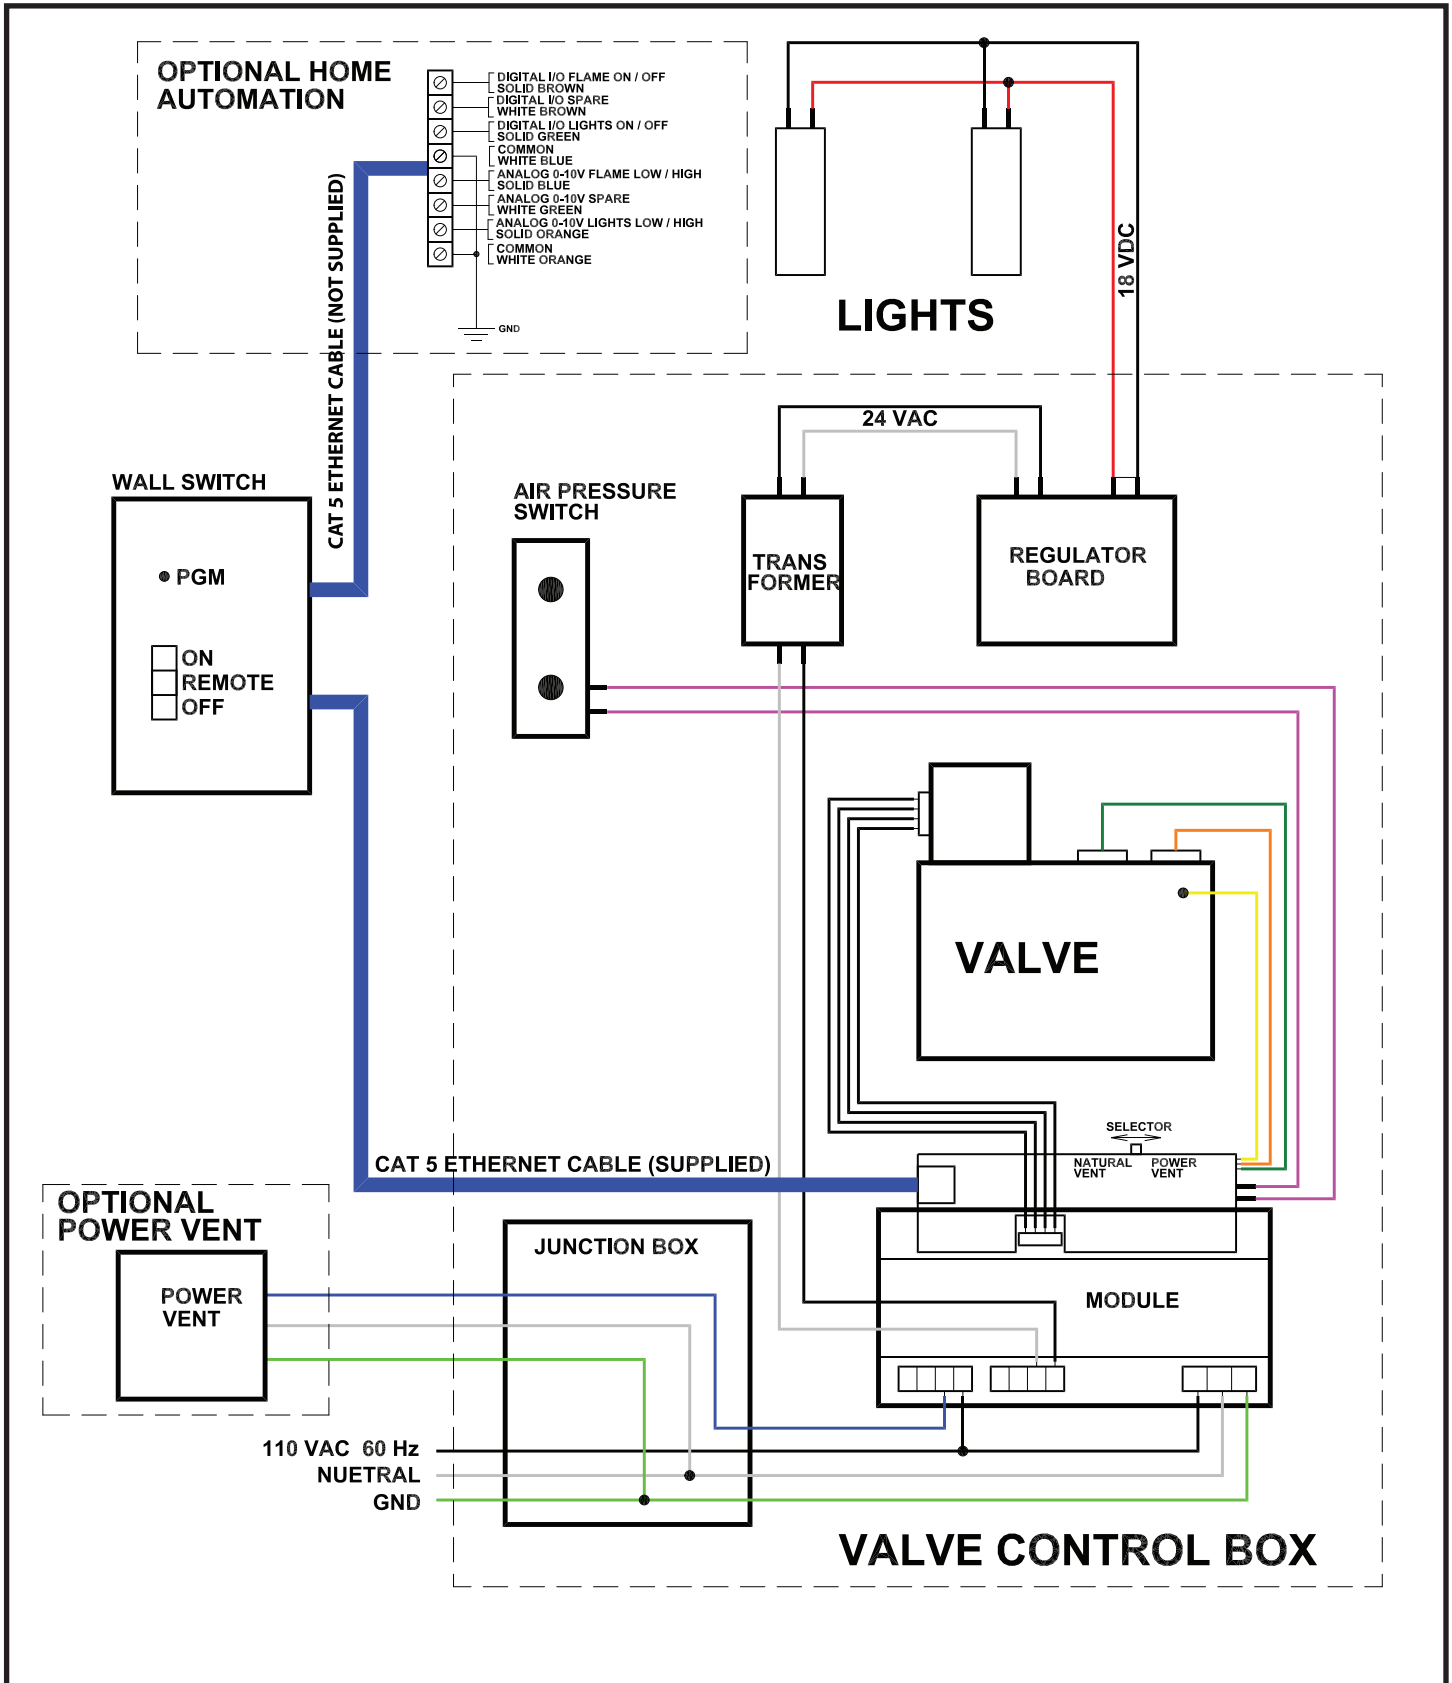 OPTIONAL HOME
AUTOMATION
DIGITAL I/O FLAME ON / OFF
SOLID BROWN
DIGITAL I/O SPARE
WHITE BROWN
DIGITAL I/O LIGHTS ON / OFF
SOLID GREEN
COMMON
WHITE BLUE
ANALOG 0-10V FLAME LOW / HIGH
SOLID BLUE
ANALOG 0-10V SPARE
WHITE GREEN
ANALOG 0-10V LIGHTS LOW / HIGH
SOLID ORANGE
COMMON
WHITE ORANGE
GND
CAT 5 ETHERNET CABLE (NOT SUPPLIED)
LIGHTS
18 VDC
24 VAC
WALL SWITCH
PGM
ON
REMOTE
OFF
AIR PRESSURE
SWITCH
TRANS
FORMER
REGULATOR
BOARD
VALVE
SELECTOR
NATURAL
VENT
POWER
VENT
CAT 5 ETHERNET CABLE (SUPPLIED)
OPTIONAL
POWER VENT
POWER
VENT
JUNCTION BOX
MODULE
110 VAC 60 Hz
NUETRAL
GND
VALVE CONTROL BOX